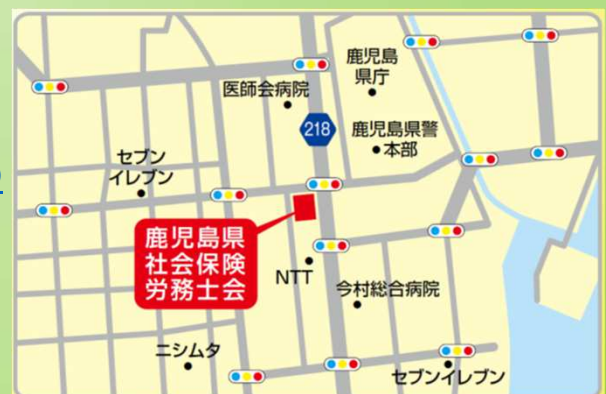 鹿児島
県庁
医師会病院
218
鹿児島県警
本部
セブン
イレブン
鹿児島県
社会保険
労務士会
NTT
今村総合病院
ニシムタ
セブンイレブン